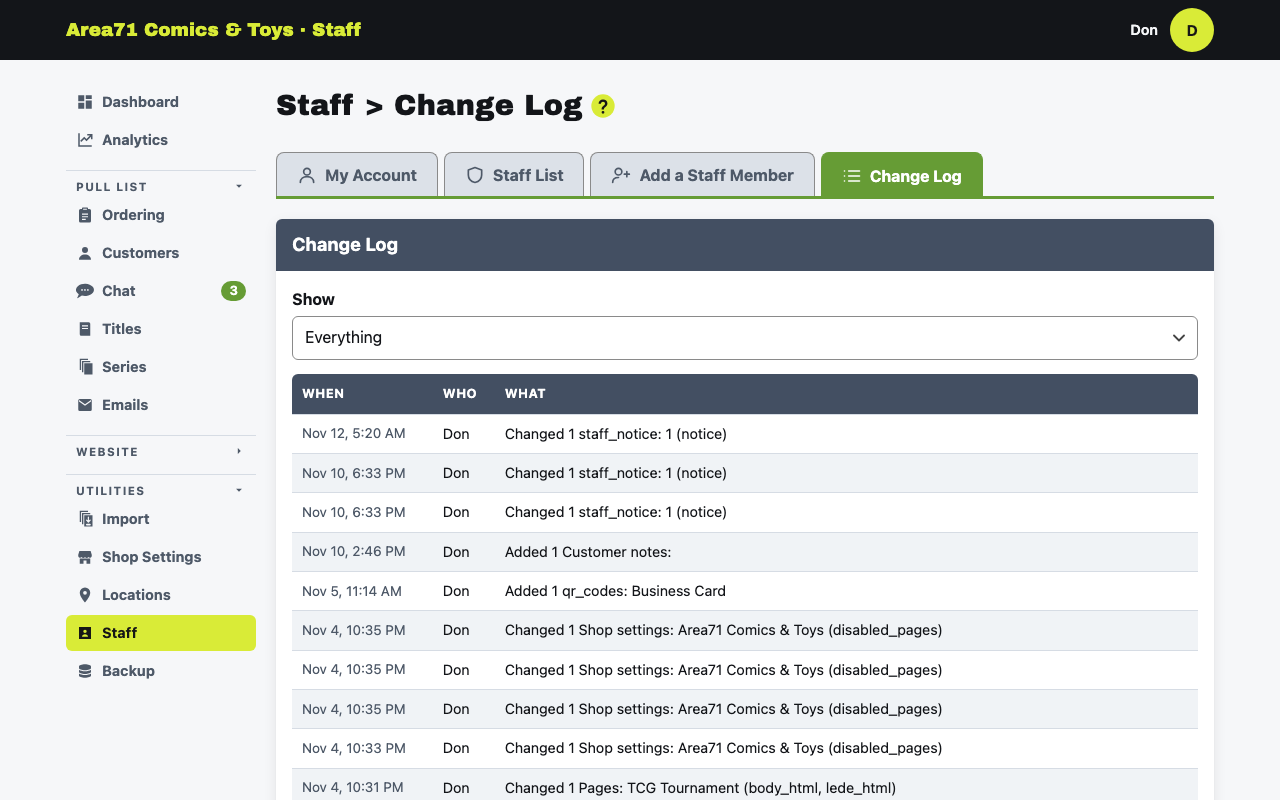 Area71 Comics & Toys · Staff
Don
D
Dashboard
Analytics
PULL LIST
Ordering
Customers
Chat
3
Titles
Series
Emails
WEBSITE
UTILITIES
Import
Shop Settings
Locations
Staff
Backup
Staff > Change Log ?
My Account
Staff List
Add a Staff Member
Change Log
Change Log
Show
Everything
WHEN WHO WHAT
Nov 12, 5:20 AM Don Changed 1 staff_notice: 1 (notice)
Nov 10, 6:33 PM Don Changed 1 staff_notice: 1 (notice)
Nov 10, 6:33 PM Don Changed 1 staff_notice: 1 (notice)
Nov 10, 2:46 PM Don Added 1 Customer notes:
Nov 5, 11:14 AM Don Added 1 qr_codes: Business Card
Nov 4, 10:35 PM Don Changed 1 Shop settings: Area71 Comics & Toys (disabled_pages)
Nov 4, 10:35 PM Don Changed 1 Shop settings: Area71 Comics & Toys (disabled_pages)
Nov 4, 10:35 PM Don Changed 1 Shop settings: Area71 Comics & Toys (disabled_pages)
Nov 4, 10:33 PM Don Changed 1 Shop settings: Area71 Comics & Toys (disabled_pages)
Nov 4, 10:31 PM Don Changed 1 Pages: TCG Tournament (body_html, lede_html)